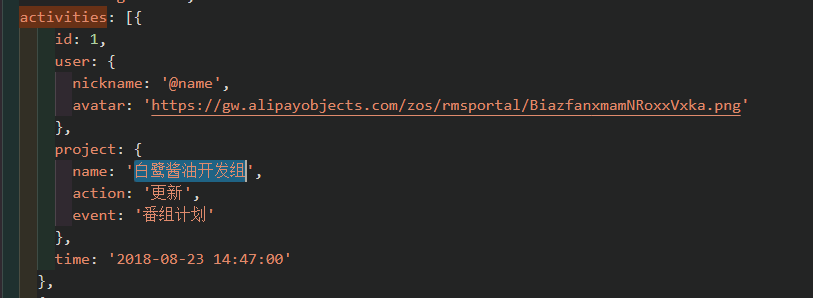 activities: [{
id: 1,
user: {
nickname: '@name',
avatar: 'https://gw.alipayobjects.com/zos/rmsportal/BiazfanxmamNRoxxVxka.png'
},
project: {
name: '白鹭酱油开发组',
action: '更新',
event: '番组计划'
},
time: '2018-08-23 14:47:00'
},